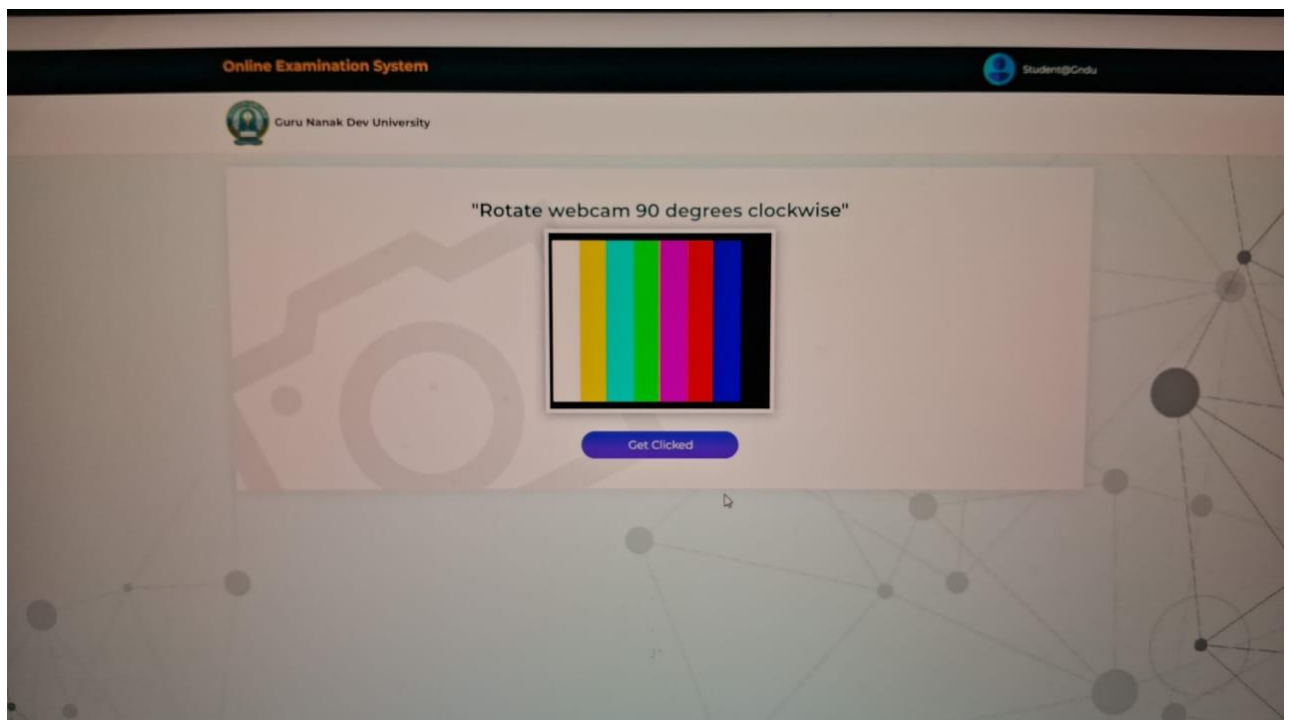 Online Examination System
Student@Gndu
Guru Nanak Dev University
"Rotate webcam 90 degrees clockwise"
Get Clicked